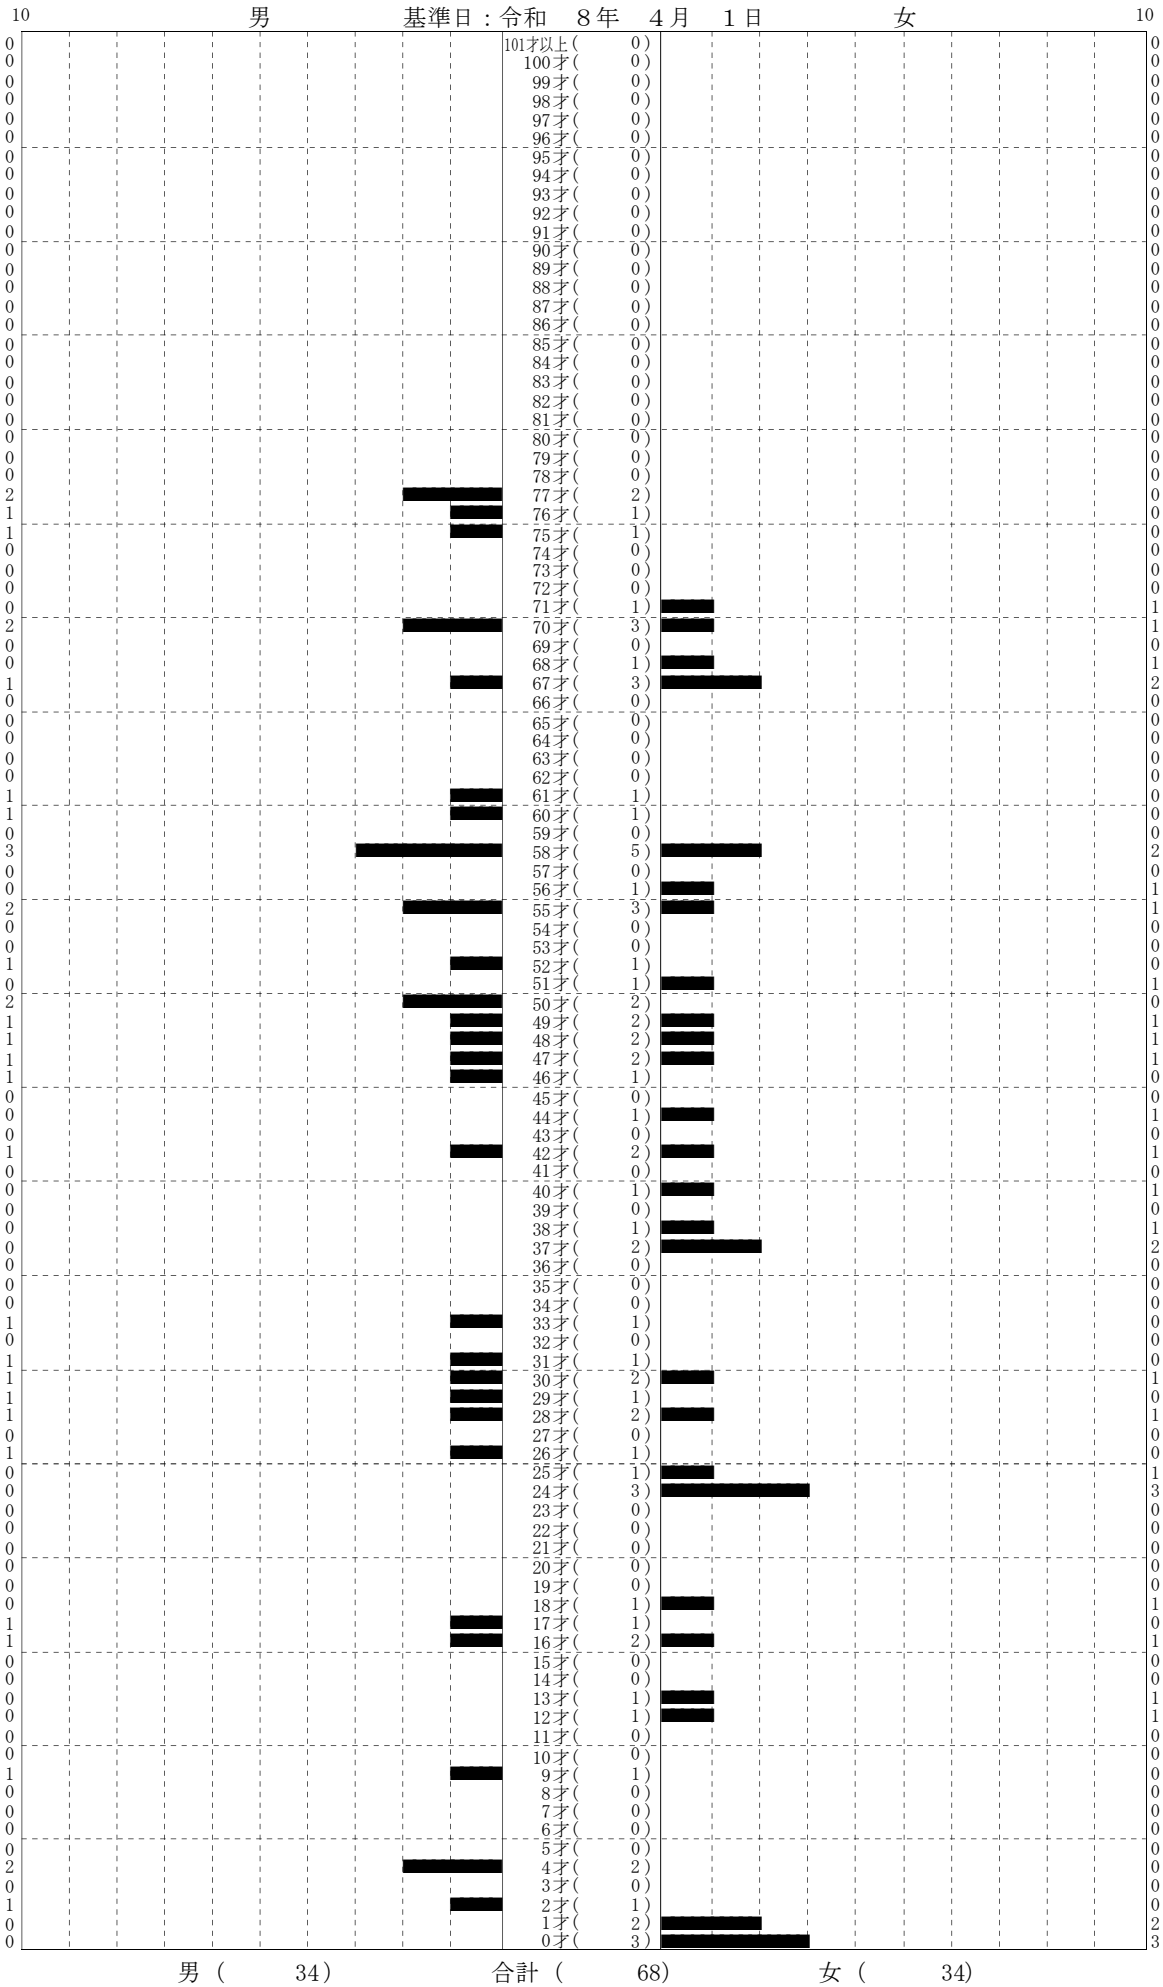 10 男 基準日:令和 8年 4月 1日 女 10
0 101才以上( 0) 0
0 100才( 0) 0
0 99才( 0) 0
0 98才( 0) 0
0 97才( 0) 0
0 96才( 0) 0
0 95才( 0) 0
0 94才( 0) 0
0 93才( 0) 0
0 92才( 0) 0
0 91才( 0) 0
0 90才( 0) 0
0 89才( 0) 0
0 88才( 0) 0
0 87才( 0) 0
0 86才( 0) 0
0 85才( 0) 0
0 84才( 0) 0
0 83才( 0) 0
0 82才( 0) 0
0 81才( 0) 0
0 80才( 0) 0
0 79才( 0) 0
0 78才( 0) 0
2 77才( 2) 0
1 76才( 1) 0
1 75才( 1) 0
0 74才( 0) 0
0 73才( 0) 0
0 72才( 0) 0
0 71才( 1) 1
2 70才( 3) 1
0 69才( 0) 0
0 68才( 1) 1
1 67才( 3) 2
0 66才( 0) 0
0 65才( 0) 0
0 64才( 0) 0
0 63才( 0) 0
0 62才( 0) 0
1 61才( 1) 0
1 60才( 1) 0
0 59才( 0) 0
3 58才( 5) 2
0 57才( 0) 0
0 56才( 1) 1
2 55才( 3) 1
0 54才( 0) 0
0 53才( 0) 0
1 52才( 1) 0
0 51才( 1) 1
2 50才( 2) 0
1 49才( 2) 1
1 48才( 2) 1
1 47才( 2) 1
1 46才( 1) 0
0 45才( 0) 0
0 44才( 1) 1
0 43才( 0) 0
1 42才( 2) 1
0 41才( 0) 0
0 40才( 1) 1
0 39才( 0) 0
0 38才( 1) 1
0 37才( 2) 2
0 36才( 0) 0
0 35才( 0) 0
0 34才( 0) 0
1 33才( 1) 0
0 32才( 0) 0
1 31才( 1) 0
1 30才( 2) 1
1 29才( 1) 0
1 28才( 2) 1
0 27才( 0) 0
1 26才( 1) 0
0 25才( 1) 1
0 24才( 3) 3
0 23才( 0) 0
0 22才( 0) 0
0 21才( 0) 0
0 20才( 0) 0
0 19才( 0) 0
0 18才( 1) 1
1 17才( 1) 0
1 16才( 2) 1
0 15才( 0) 0
0 14才( 0) 0
0 13才( 1) 1
0 12才( 1) 1
0 11才( 0) 0
0 10才( 0) 0
1 9才( 1) 0
0 8才( 0) 0
0 7才( 0) 0
0 6才( 0) 0
0 5才( 0) 0
2 4才( 2) 0
0 3才( 0) 0
1 2才( 1) 0
0 1才( 2) 2
0 0才( 3) 3
男 ( 34) 合計 ( 68) 女 ( 34)